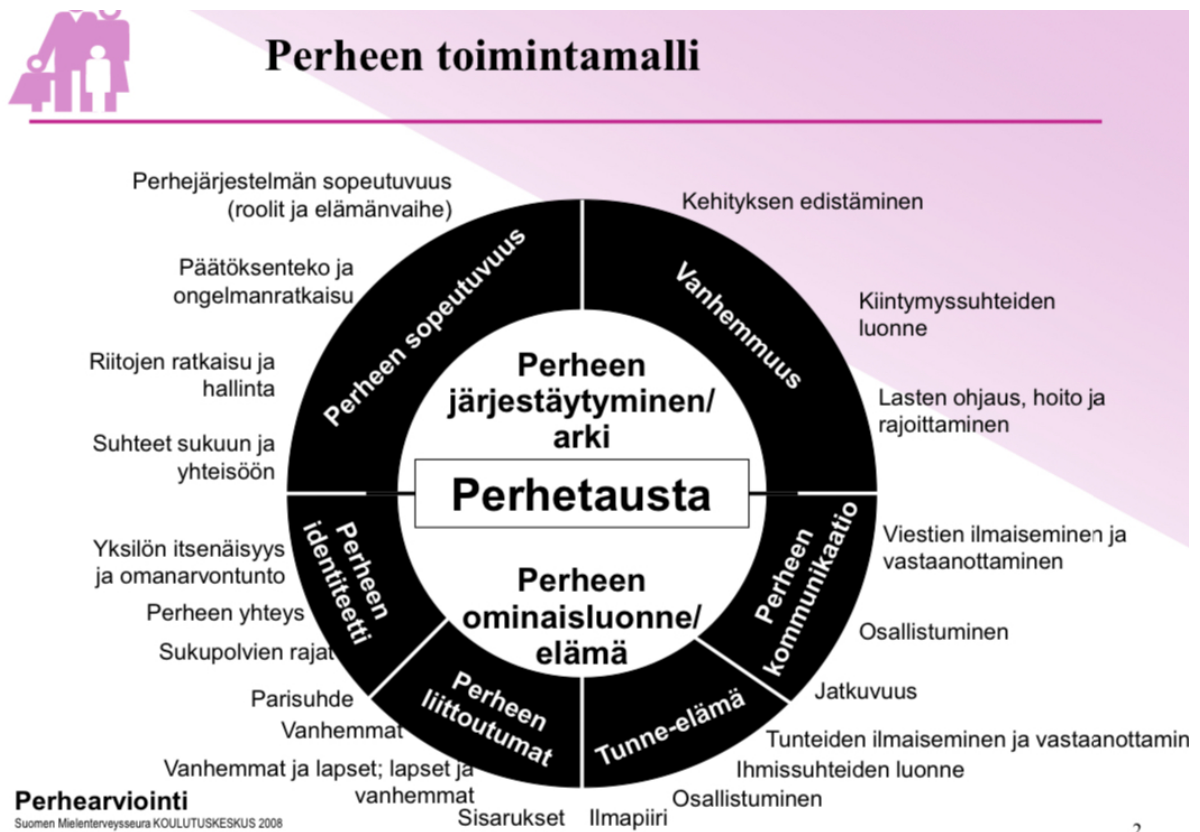 Perheen toimintamalli
Perhejärjestelmän sopeutuvuus
(roolit ja elämänvaihe)
Päätöksenteko ja
ongelmanratkaisu
Riitojen ratkaisu ja
hallinta
Suhteet sukuun ja
yhteisöön
Yksilön itsenäisyys
ja omanarvontunto
Perheen yhteys
Sukupolvien rajat
Parisuhde
Vanhemmat
Vanhemmat ja lapset; lapset ja
vanhemmat
Sisarukset
Perheen sopeutuvuus
Vanhemmuus
Perheen
järjestäytyminen/
arki
Perhetausta
Perheen
ominaisluonne/
elämä
Perheen
identiteetti
Perheen
liittoutumat
Tunne-elämä
Perheen
kommunikaatio
Kehityksen edistäminen
Kiintymyssuhteiden
luonne
Lasten ohjaus, hoito ja
rajoittaminen
Viestien ilmaiseminen ja
vastaanottaminen
Osallistuminen
Jatkuvuus
Tunteiden ilmaiseminen ja vastaanottamin
Ihmissuhteiden luonne
Osallistuminen
Ilmapiiri
Perhearviointi
Suomen Mielenterveysseura KOULUTUSKESKUS 2008
2